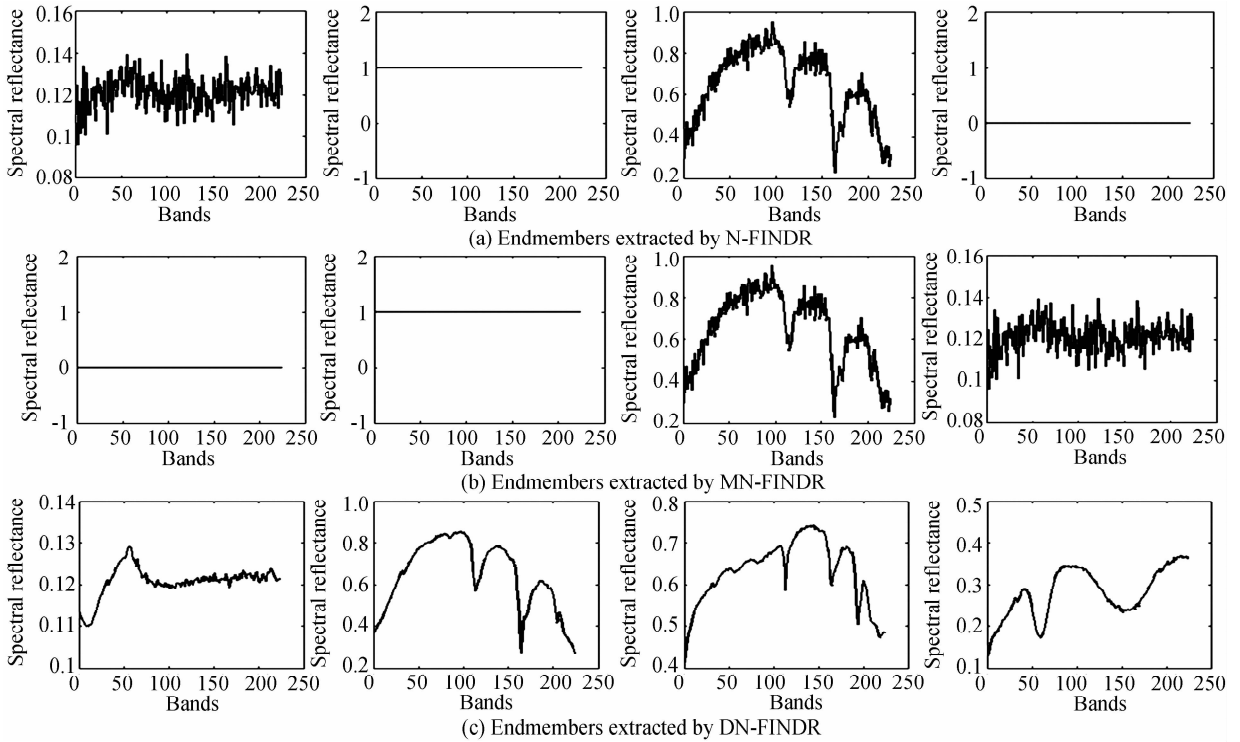 Spectral reflectance
0.16
0.14
0.12
0.1
0.08
0 50 100 150 200 250
Bands
Spectral reflectance
2
1
0
-1
0 50 100 150 200 250
Bands
Spectral reflectance
1.0
0.8
0.6
0.4
0.2
0 50 100 150 200 250
Bands
Spectral reflectance
2
1
0
-1
0 50 100 150 200 250
Bands
(a) Endmembers extracted by N-FINDR
Spectral reflectance
2
1
0
-1
0 50 100 150 200 250
Bands
Spectral reflectance
2
1
0
-1
0 50 100 150 200 250
Bands
Spectral reflectance
1.0
0.8
0.6
0.4
0.2
0 50 100 150 200 250
Bands
Spectral reflectance
0.16
0.14
0.12
0.1
0.08
0 50 100 150 200 250
Bands
(b) Endmembers extracted by MN-FINDR
Spectral reflectance
0.14
0.13
0.12
0.11
0.1
0 50 100 150 200 250
Bands
Spectral reflectance
1.0
0.8
0.6
0.4
0.2
0 50 100 150 200 250
Bands
Spectral reflectance
0.8
0.7
0.6
0.5
0.4
0 50 100 150 200 250
Bands
Spectral reflectance
0.5
0.4
0.3
0.2
0.1
0 50 100 150 200 250
Bands
(c) Endmembers extracted by DN-FINDR